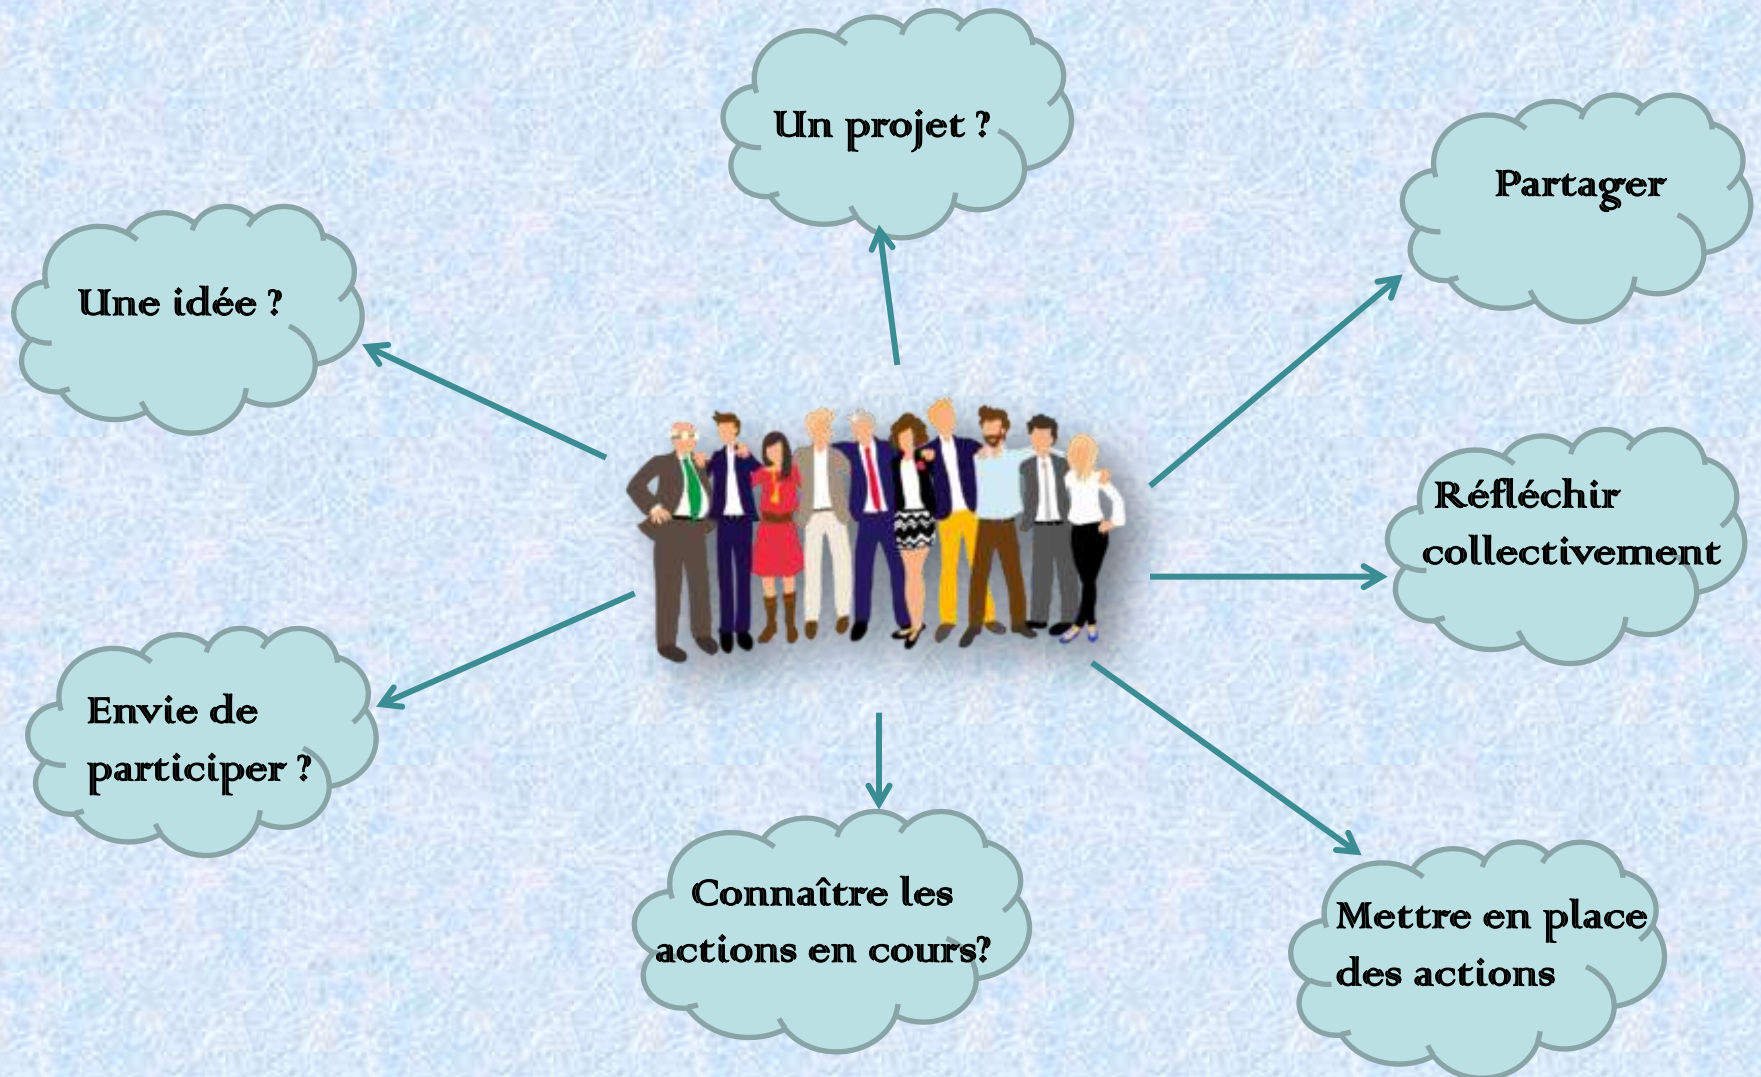 Un projet ?
Partager
Une idée ?
Réfléchir
collectivement
Envie de
participer ?
Connaître les
actions en cours?
Mettre en place
des actions